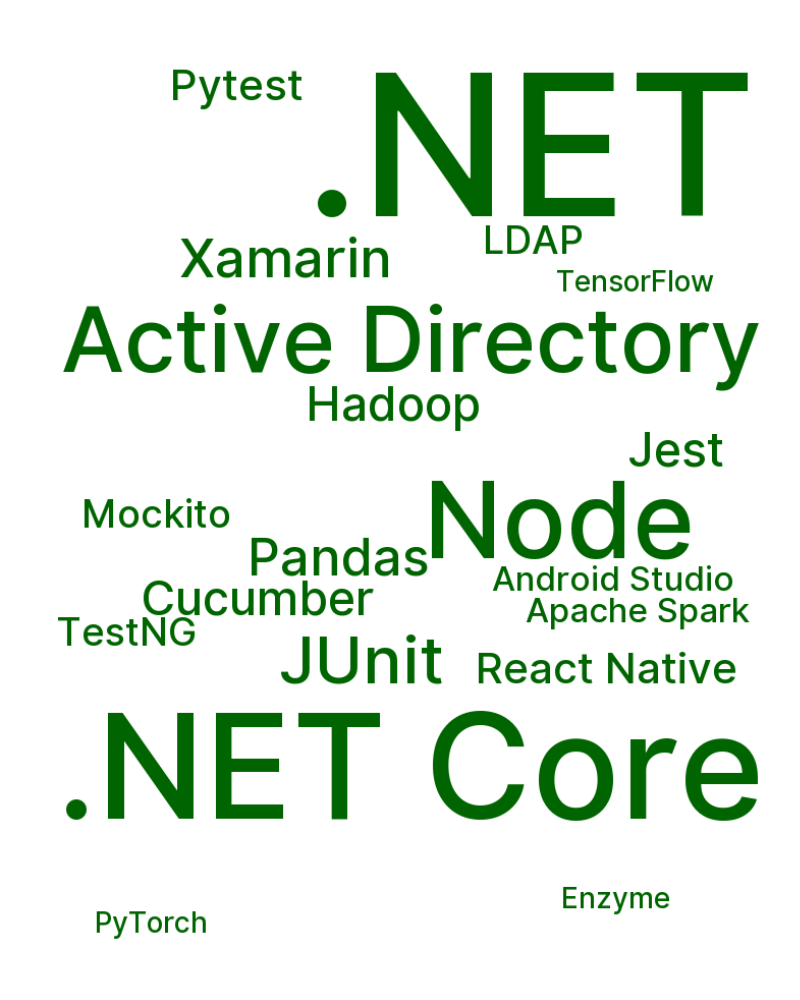 Pytest
.NET
Xamarin
LDAP
TensorFlow
Active Directory
Hadoop
Jest
Node
Mockito
Pandas
Android Studio
Cucumber
Apache Spark
TestNG
JUnit
React Native
.NET Core
Enzyme
PyTorch